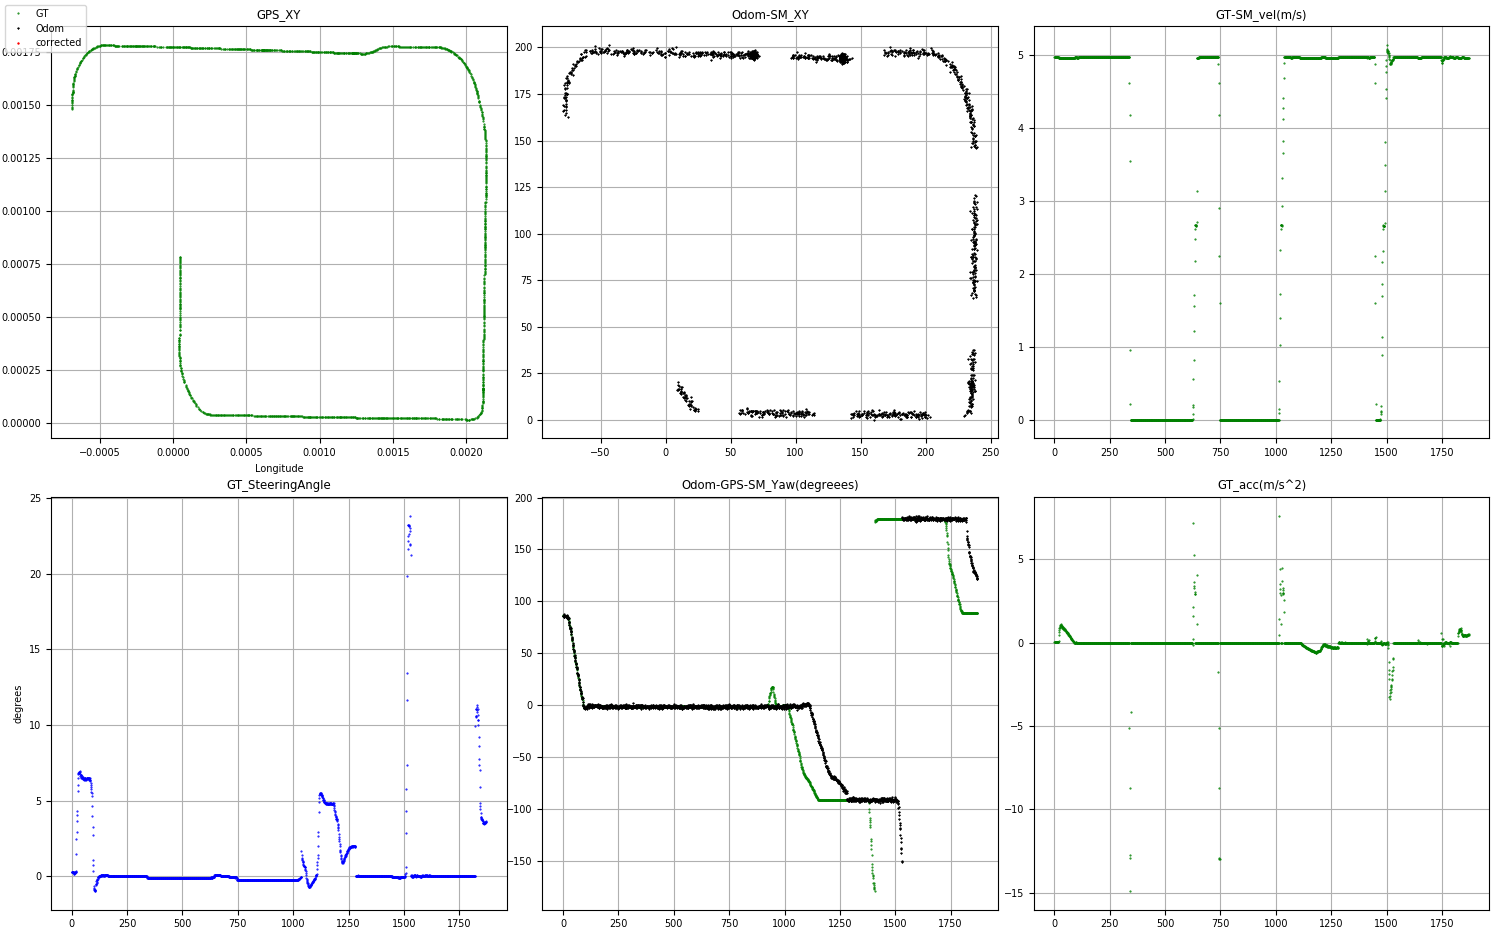 GT
Odom
corrected
GPS_XY
0.00175
0.00150
0.00125
0.00100
0.00075
0.00050
0.00025
0.00000
−0.0005 0.0000 0.0005 0.0010 0.0015 0.0020
Longitude
Odom-SM_XY
200
175
150
125
100
75
50
25
0
−50 0 50 100 150 200 250
GT-SM_vel(m/s)
5
4
3
2
1
0
0 250 500 750 1000 1250 1500 1750
GT_SteeringAngle
degrees
25
20
15
10
5
0
0 250 500 750 1000 1250 1500 1750
Odom-GPS-SM_Yaw(degreees)
200
150
100
50
0
−50
−100
−150
0 250 500 750 1000 1250 1500 1750
GT_acc(m/s^2)
5
0
−5
−10
−15
0 250 500 750 1000 1250 1500 1750